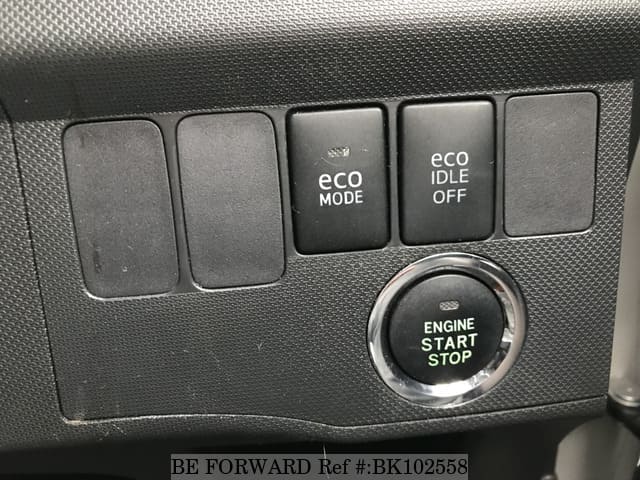 eco
MODE
eco
IDLE
OFF
ENGINE
START
STOP
BE FORWARD Ref #:BK102558